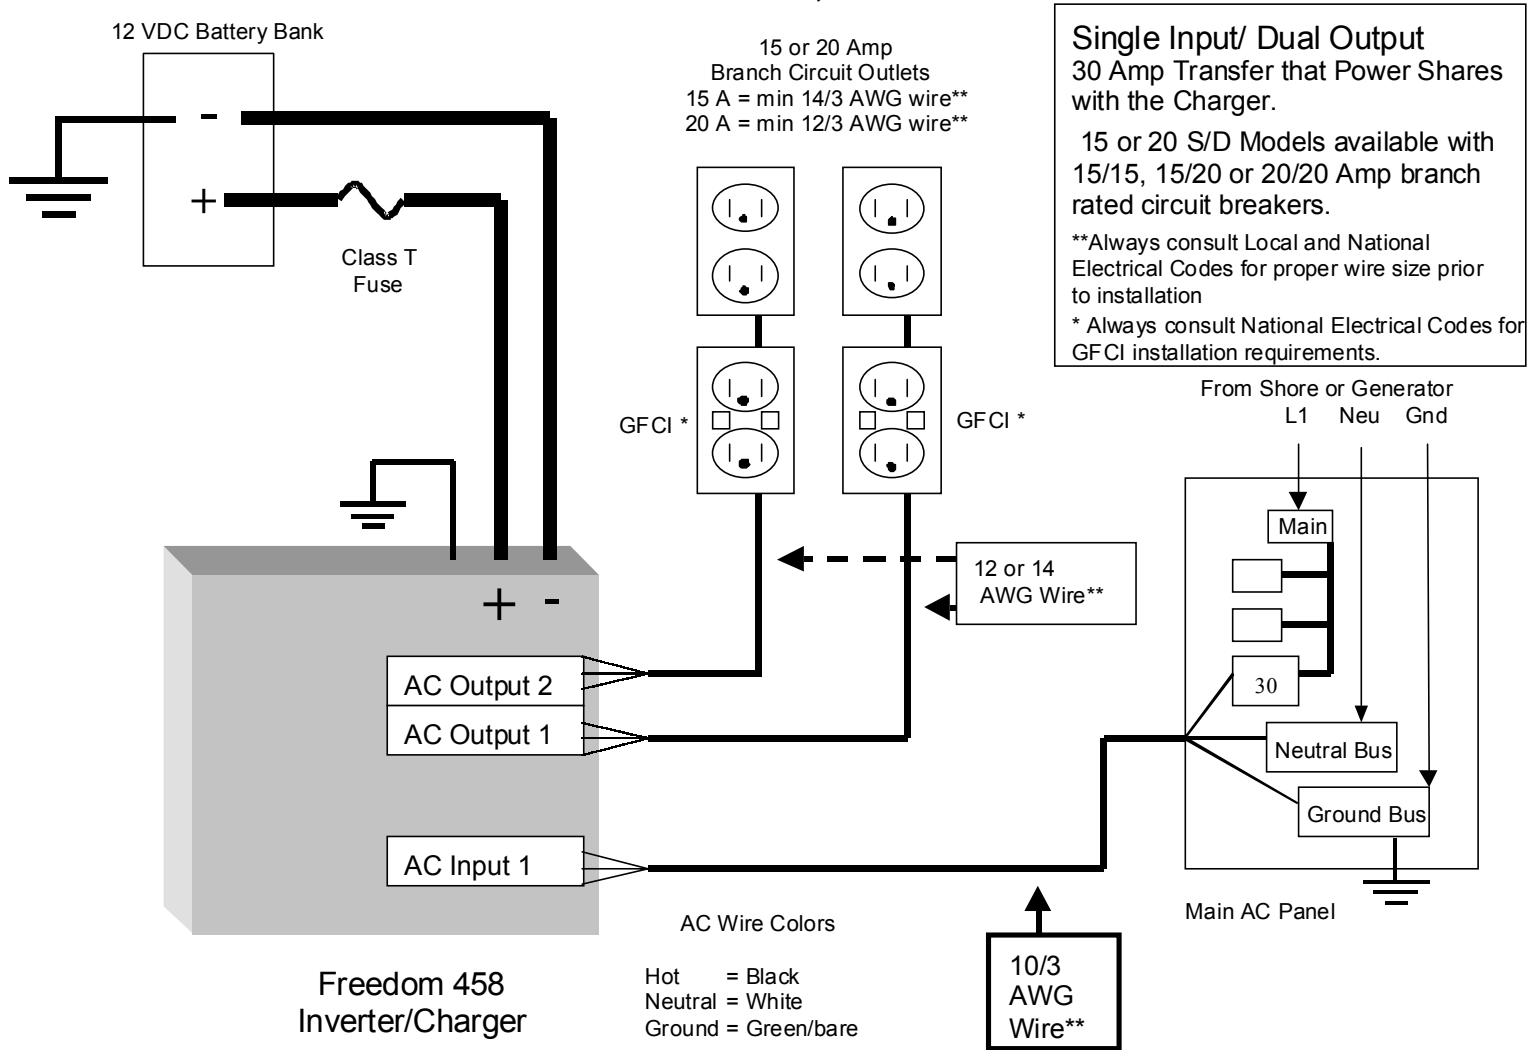 12 VDC Battery Bank
-
+
Class T
Fuse
15 or 20 Amp
Branch Circuit Outlets
15 A = min 14/3 AWG wire**
20 A = min 12/3 AWG wire**
Single Input/ Dual Output
30 Amp Transfer that Power Shares
with the Charger.
15 or 20 S/D Models available with
15/15, 15/20 or 20/20 Amp branch
rated circuit breakers.
**Always consult Local and National
Electrical Codes for proper wire size prior
to installation
* Always consult National Electrical Codes for
GFCI installation requirements.
From Shore or Generator
L1 Neu Gnd
GFCI *
GFCI *
Main
12 or 14
AWG Wire**
+ -
AC Output 2
AC Output 1
AC Input 1
30
Neutral Bus
Ground Bus
Main AC Panel
AC Wire Colors
Hot = Black
Neutral = White
Ground = Green/bare
10/3
AWG
Wire**
Freedom 458
Inverter/Charger